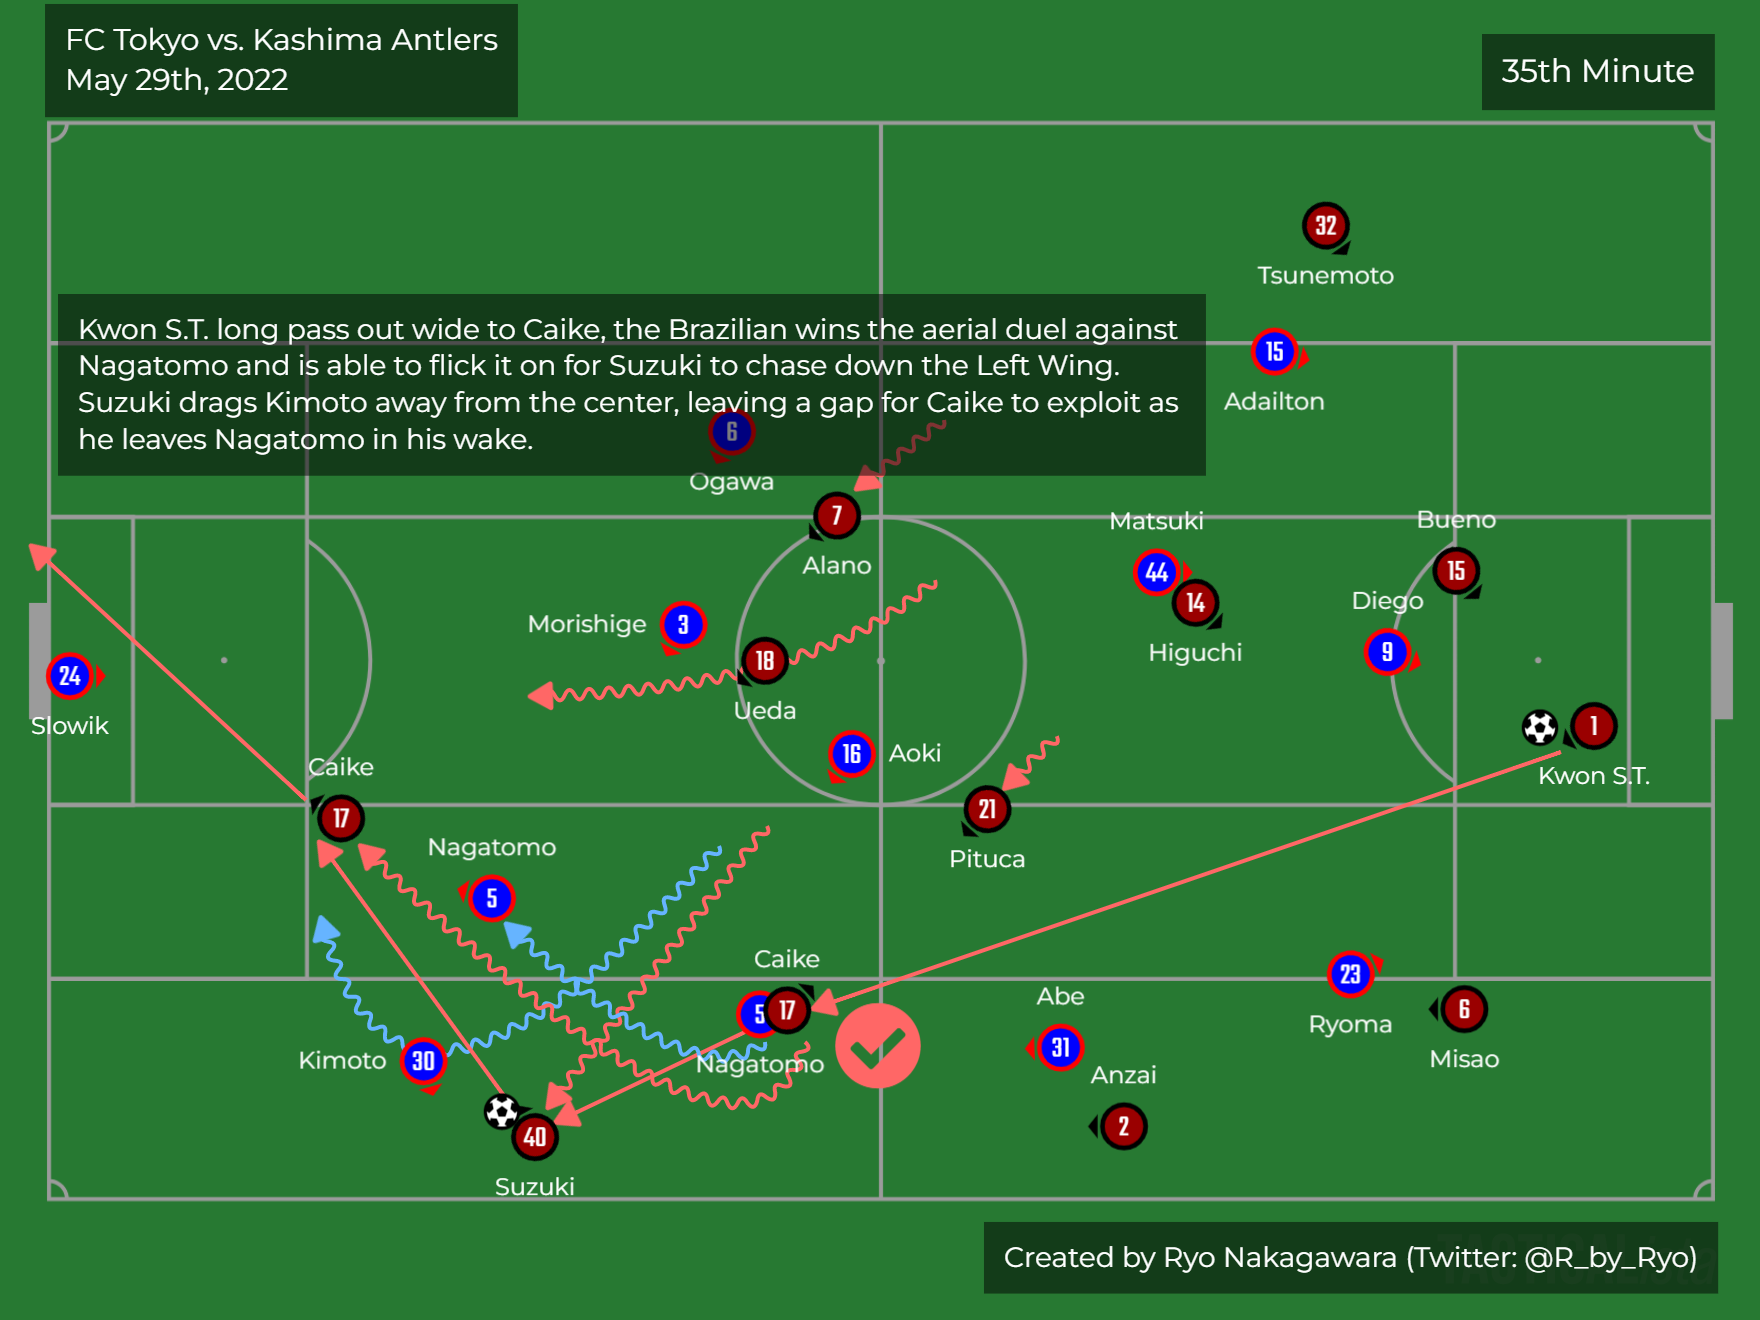 FC Tokyo vs. Kashima Antlers
May 29th, 2022
35th Minute
32
Tsunemoto
Kwon S.T. long pass out wide to Caike, the Brazilian wins the aerial duel against
Nagatomo and is able to flick it on for Suzuki to chase down the Left Wing.
Suzuki drags Kimoto away from the center, leaving a gap for Caike to exploit as
he leaves Nagatomo in his wake.
15
Adailton
6
Ogawa
7
Alano
Matsuki
44
14
Higuchi
Bueno
15
Diego
9
Morishige
3
18
Ueda
24
Slowik
16
Aoki
1
Kwon S.T.
Caike
17
21
Pituca
Nagatomo
5
Caike
5
17
Nagatomo
Abe
31
Anzai
2
23
Ryoma
6
Misao
Kimoto
30
40
Suzuki
Created by Ryo Nakagawara (Twitter: @R_by_Ryo)